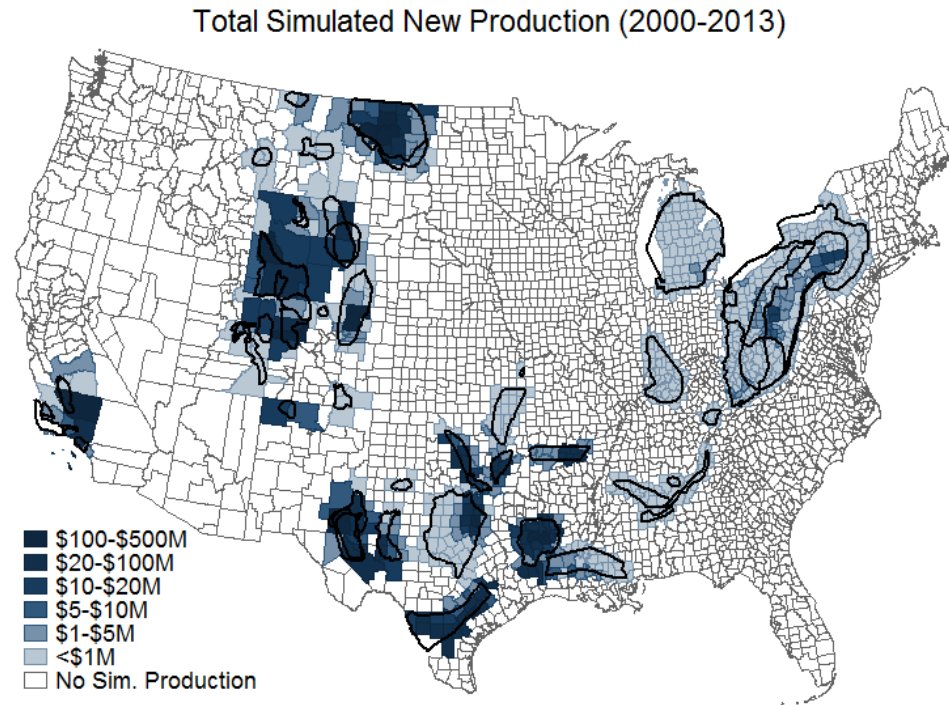 Total Simulated New Production (2000-2013)
$100-$500M
$20-$100M
$10-$20M
$5-$10M
$1-$5M
<$1M
No Sim. Production